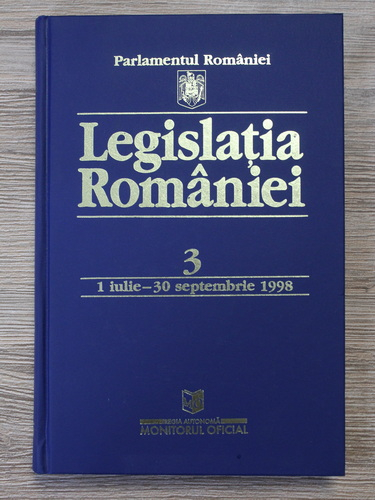 Parlamentul României
Legislația
României
3
1 iulie – 30 septembrie 1998
REGIA AUTONOMĂ
MONITORUL OFICIAL